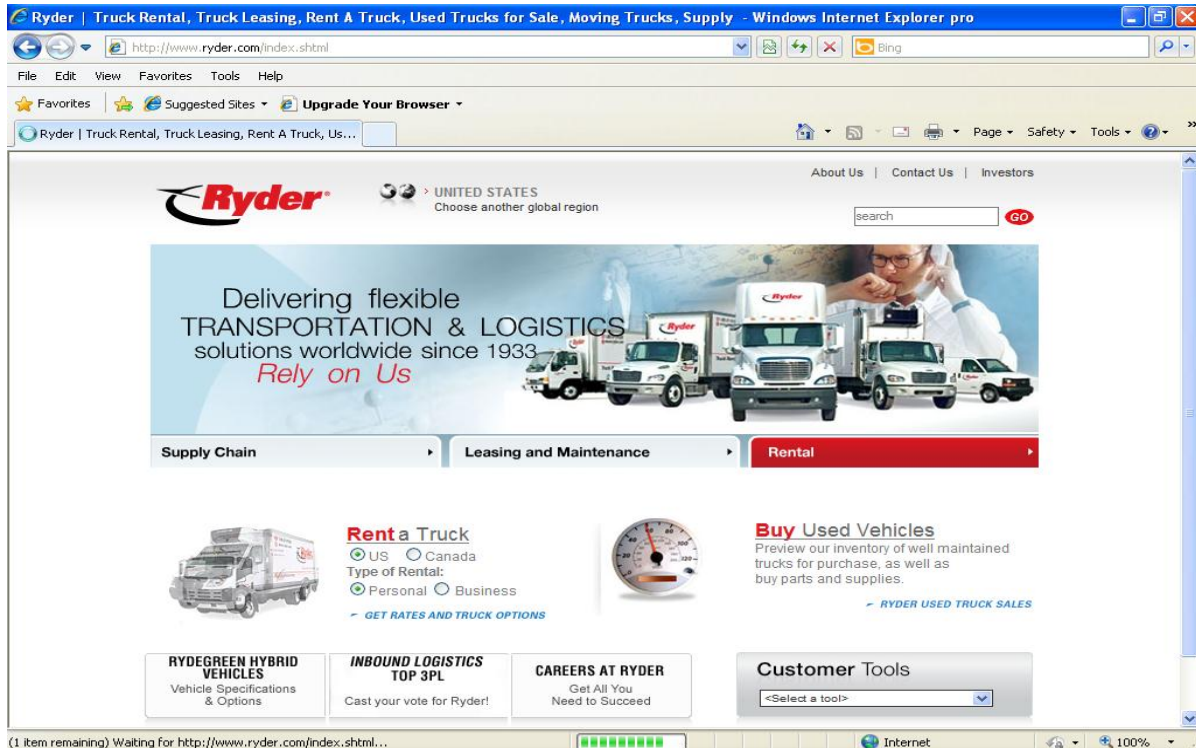 Ryder | Truck Rental, Truck Leasing, Rent A Truck, Used Trucks for Sale, Moving Trucks, Supply - Windows Internet Explorer pro
http://www.ryder.com/index.shtml
Bing
File Edit View Favorites Tools Help
Favorites Suggested Sites Upgrade Your Browser
Ryder | Truck Rental, Truck Leasing, Rent A Truck, Us...
Page Safety Tools
About Us | Contact Us | Investors
Ryder
UNITED STATES
Choose another global region
search GO
Delivering flexible
TRANSPORTATION & LOGISTICS
solutions worldwide since 1933
Rely on Us
Ryder
Ryder
Supply Chain Leasing and Maintenance Rental
Rent a Truck
US Canada
Type of Rental:
Personal Business
GET RATES AND TRUCK OPTIONS
Buy Used Vehicles
Preview our inventory of well maintained
trucks for purchase, as well as
buy parts and supplies.
RYDER USED TRUCK SALES
RYDEGREEN HYBRID
VEHICLES
Vehicle Specifications
& Options
INBOUND LOGISTICS
TOP 3PL
Cast your vote for Ryder!
CAREERS AT RYDER
Get All You
Need to Succeed
Customer Tools
<Select a tool>
(1 item remaining) Waiting for http://www.ryder.com/index.shtml...
Internet
100%